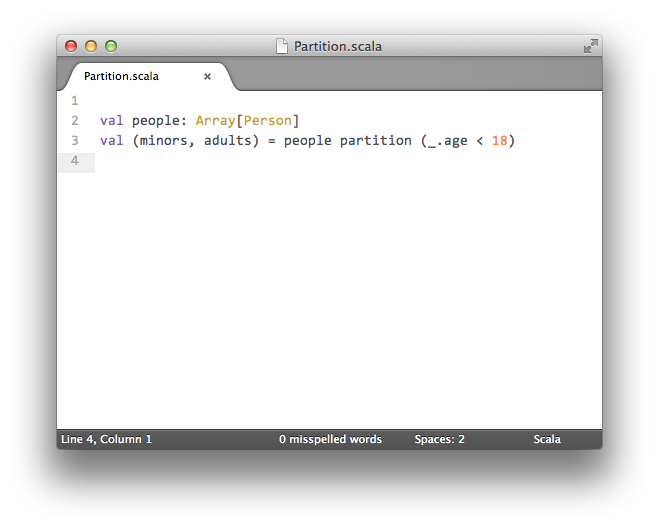 Partition.scala
Partition.scala ×
1
2 val people: Array[Person]
3 val (minors, adults) = people partition (_.age < 18)
4
Line 4, Column 1 0 misspelled words Spaces: 2 Scala